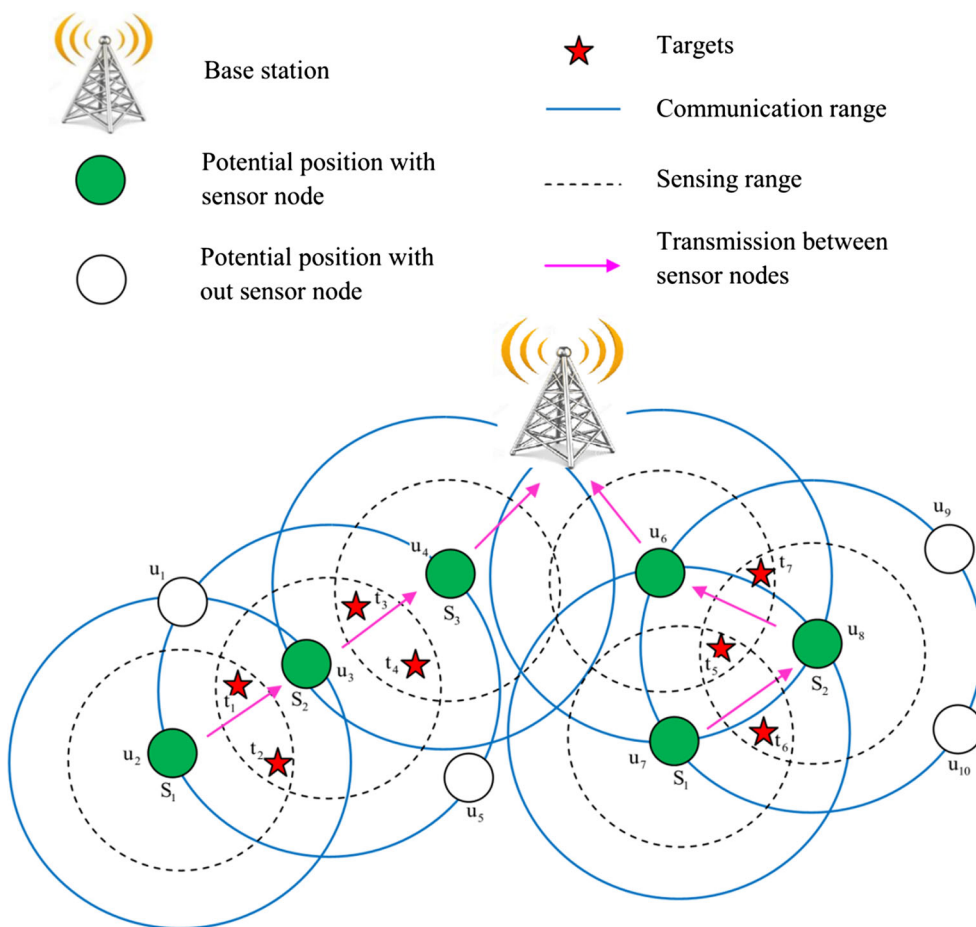 Base station
Targets
Communication range
Potential position with
sensor node
Sensing range
Potential position with
out sensor node
Transmission between
sensor nodes
u1
u2
S1
t1
t2
u3
S2
t3
t4
u4
S3
u5
u6
t7
u9
u8
S2
t5
t6
u7
S1
u10